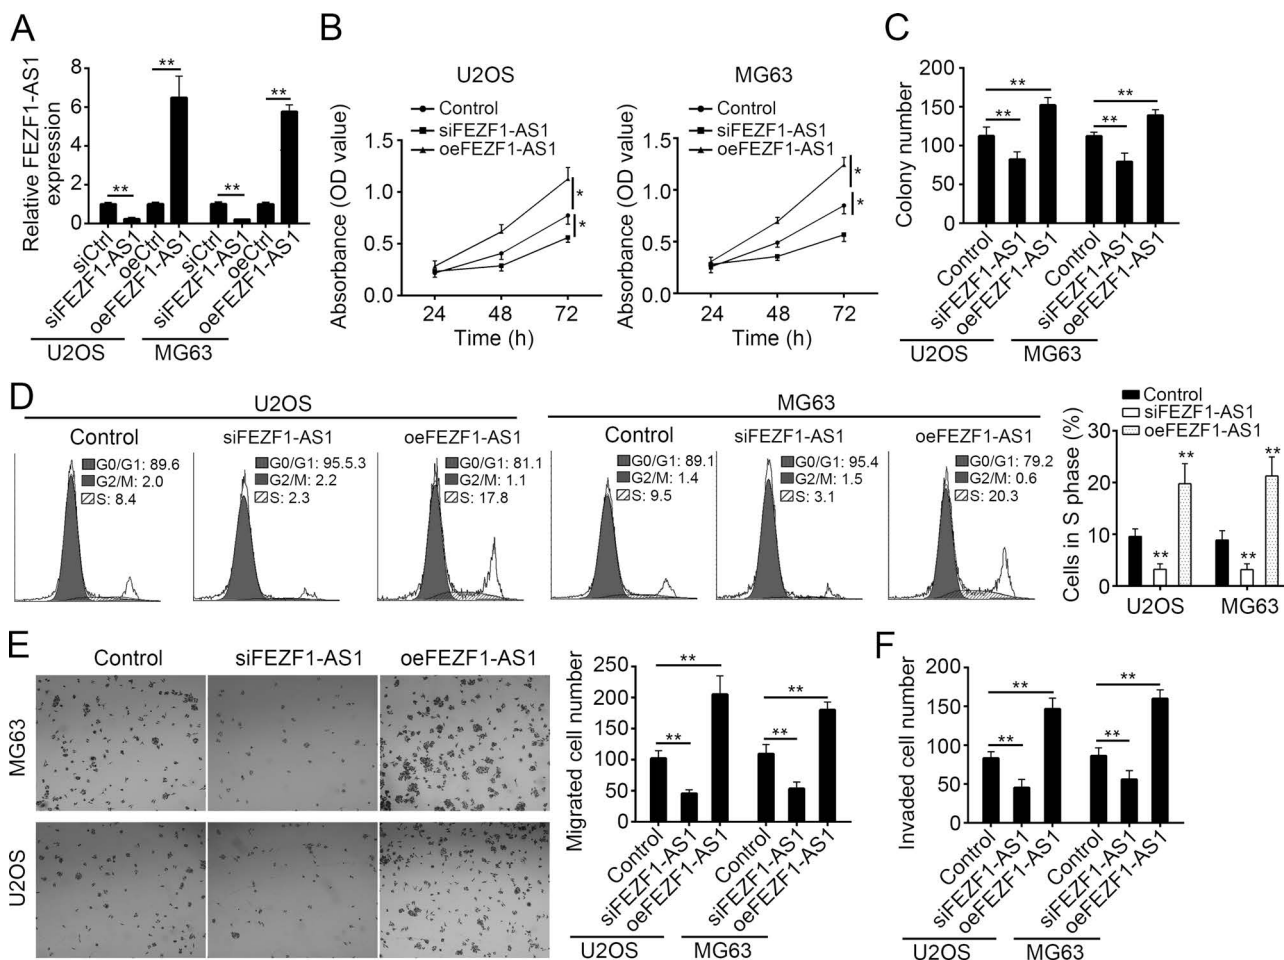 A
Relative FEZF1-AS1
expression
8
6
4
2
0
**
**
**
**
siCtrl
siFEZF1-AS1
oeCtrl
oeFEZF1-AS1
siCtrl
siFEZF1-AS1
oeCtrl
oeFEZF1-AS1
U2OS
MG63
B
U2OS
Control
siFEZF1-AS1
oeFEZF1-AS1
Absorbance (OD value)
1.5
1.0
0.5
0.0
*
*
24
48
72
Time (h)
MG63
Control
siFEZF1-AS1
oeFEZF1-AS1
Absorbance (OD value)
1.5
1.0
0.5
0.0
*
*
24
48
72
Time (h)
C
Colony number
200
150
100
50
0
**
**
**
**
Control
siFEZF1-AS1
oeFEZF1-AS1
Control
siFEZF1-AS1
oeFEZF1-AS1
U2OS
MG63
D
U2OS
Control
G0/G1: 89.6
G2/M: 2.0
S: 8.4
siFEZF1-AS1
G0/G1: 95.5.3
G2/M: 2.2
S: 2.3
oeFEZF1-AS1
G0/G1: 81.1
G2/M: 1.1
S: 17.8
MG63
Control
G0/G1: 89.1
G2/M: 1.4
S: 9.5
siFEZF1-AS1
G0/G1: 95.4
G2/M: 1.5
S: 3.1
oeFEZF1-AS1
G0/G1: 79.2
G2/M: 0.6
S: 20.3
Control
siFEZF1-AS1
oeFEZF1-AS1
Cells in S phase (%)
30
20
10
0
**
**
**
**
U2OS
MG63
E
Control
siFEZF1-AS1
oeFEZF1-AS1
MG63
U2OS
Migrated cell number
250
200
150
100
50
0
**
**
**
**
Control
siFEZF1-AS1
oeFEZF1-AS1
Control
siFEZF1-AS1
oeFEZF1-AS1
U2OS
MG63
F
Invaded cell number
200
150
100
50
0
**
**
**
**
Control
siFEZF1-AS1
oeFEZF1-AS1
Control
siFEZF1-AS1
oeFEZF1-AS1
U2OS
MG63